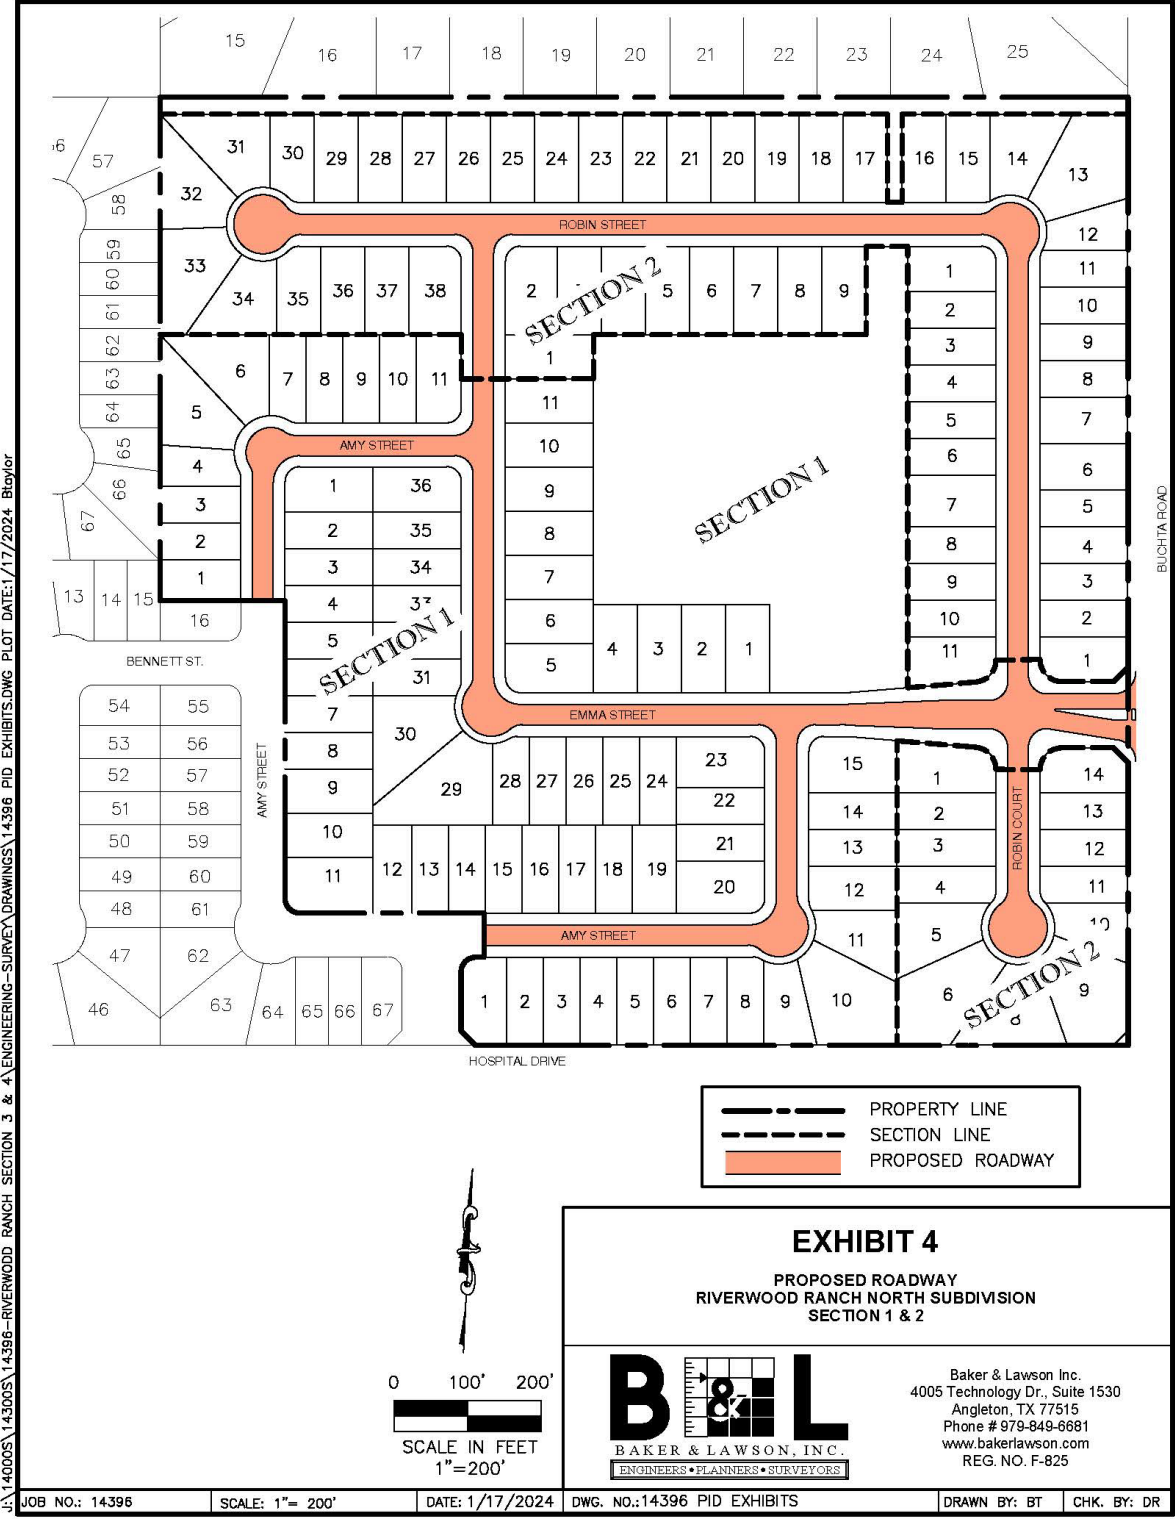 15 16 17 18 19 20 21 22 23 24 25
57
58
59
60
61
62
63
64
65
66
67
31 30 29 28 27 26 25 24 23 22 21 20 19 18 17 16 15 14 13
32
33
ROBIN STREET
12
11
10
9
8
7
6
5
4
3
2
1
34 35 36 37 38
2 5 6 7 8 9
SECTION 2
1
1
2
3
4
5
6
7
8
9
10
11
6 7 8 9 10 11
5
4
3
2
1
AMY STREET
11
10
9
8
7
6
5
4 3 2 1
SECTION 1
1 36
2 35
3 34
4
5
31
SECTION 1
7
8
9
10
11
30
29
13 14 15
16
BENNETT ST.
54 55
53 56
52 57
51 58
50 59
49 60
48 61
47 62
46 63 64 65 66 67
AMY STREET
EMMA STREET
28 27 26 25 24
23
22
21
20
12 13 14 15 16 17 18 19
15
14
13
12
11
10
AMY STREET
1 2 3 4 5 6 7 8 9
1
2
3
4
5
6
ROBIN COURT
14
13
12
11
10
9
SECTION 2
HOSPITAL DRIVE
BUCHTA ROAD
PROPERTY LINE
SECTION LINE
PROPOSED ROADWAY
0 100' 200'
SCALE IN FEET
1"=200'
EXHIBIT 4
PROPOSED ROADWAY
RIVERWOOD RANCH NORTH SUBDIVISION
SECTION 1 & 2
B & L
BAKER & LAWSON, INC.
ENGINEERS • PLANNERS • SURVEYORS
Baker & Lawson Inc.
4005 Technology Dr., Suite 1530
Angleton, TX 77515
Phone # 979-849-6681
www.bakerlawson.com
REG. NO. F-825
JOB NO.: 14396 SCALE: 1"= 200' DATE: 1/17/2024 DWG. NO.:14396 PID EXHIBITS DRAWN BY: BT CHK. BY: DR
J:\14000S\14300S\14396-RIVERWODD RANCH SECTION 3 & 4\ENGINEERING-SURVEY\DRAWINGS\14396 PID EXHIBITS.DWG PLOT DATE:1/17/2024 Btaylor